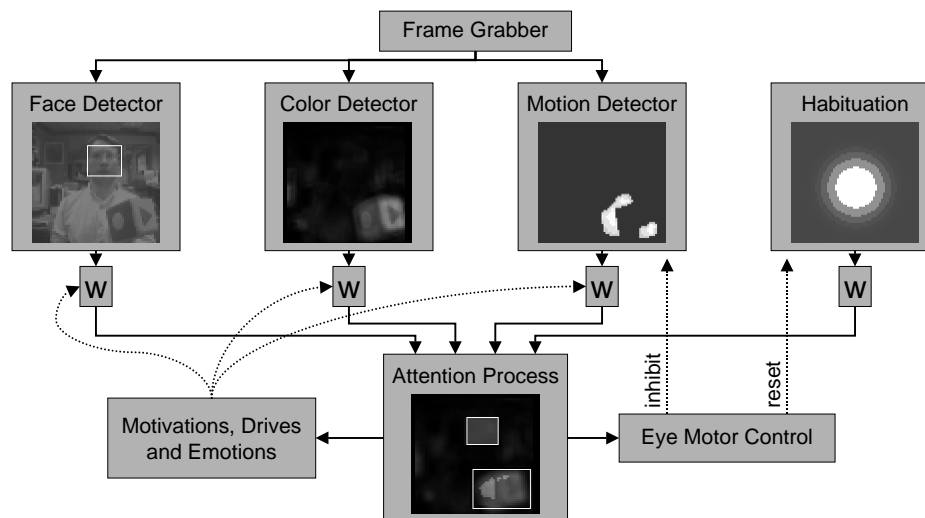 Frame Grabber
Face Detector
Color Detector
Motion Detector
Habituation
w
w
w
w
inhibit
reset
Attention Process
Motivations, Drives
and Emotions
Eye Motor Control